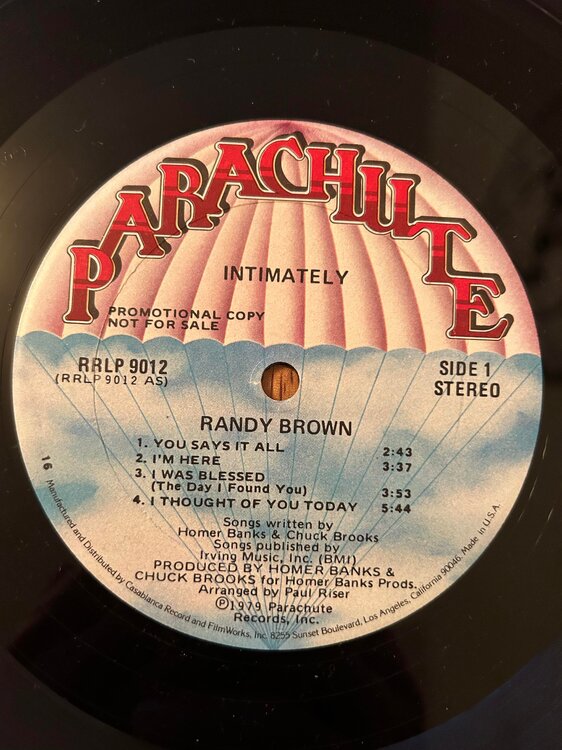 PARACHUTE
INTIMATELY
PROMOTIONAL COPY
NOT FOR SALE
RRLP 9012
(RRLP 9012 AS)
SIDE 1
STEREO
RANDY BROWN
1. YOU SAYS IT ALL 2:43
2. I'M HERE 3:37
3. I WAS BLESSED
(The Day I Found You) 3:53
4. I THOUGHT OF YOU TODAY 5:44
Songs written by
Homer Banks & Chuck Brooks
Songs published by
Irving Music, Inc. (BMI)
PRODUCED BY HOMER BANKS &
CHUCK BROOKS for Homer Banks Prods.
Arranged by Paul Riser
Ⓟ©1979 Parachute
Records, Inc.
16 Manufactured and Distributed by Casablanca Record and FilmWorks, Inc. 8255 Sunset Boulevard, Los Angeles, California 90046. Made in U.S.A.